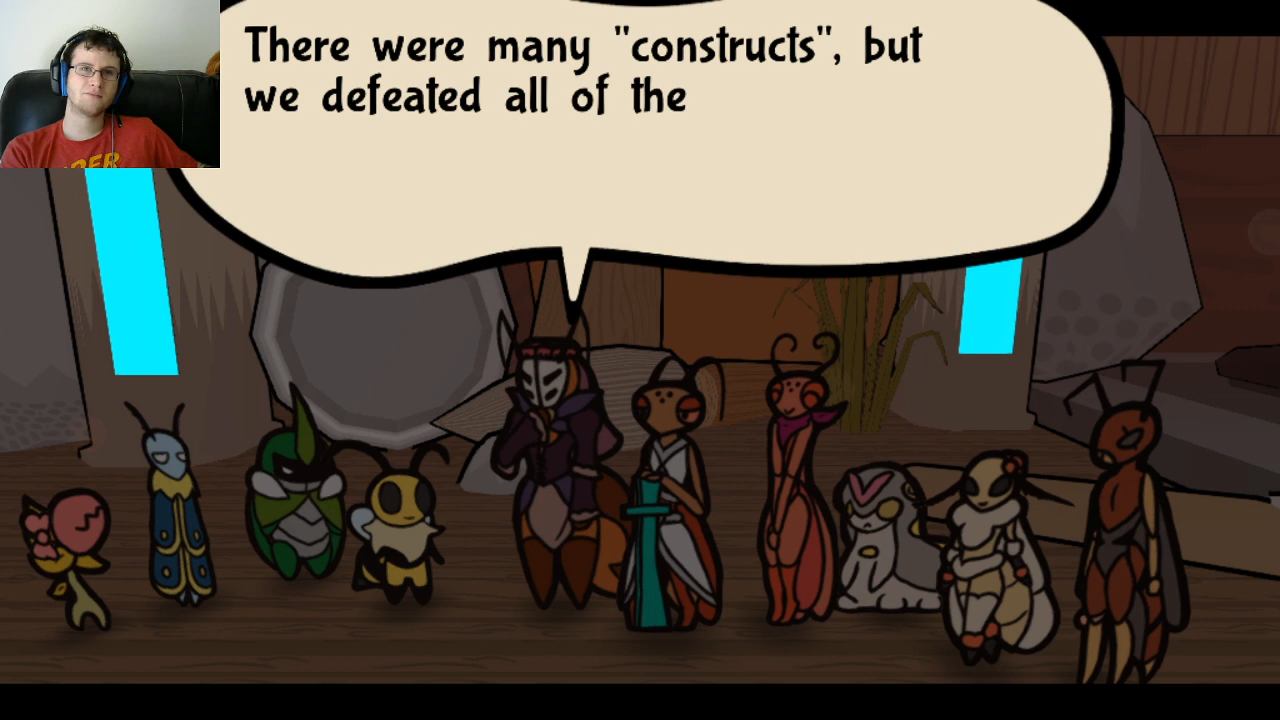 There were many "constructs", but
we defeated all of the